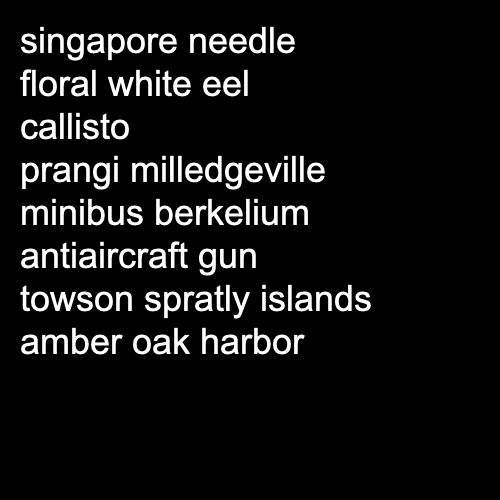 singapore needle
floral white eel
callisto
prangi milledgeville
minibus berkelium
antiaircraft gun
towson spratly islands
amber oak harbor